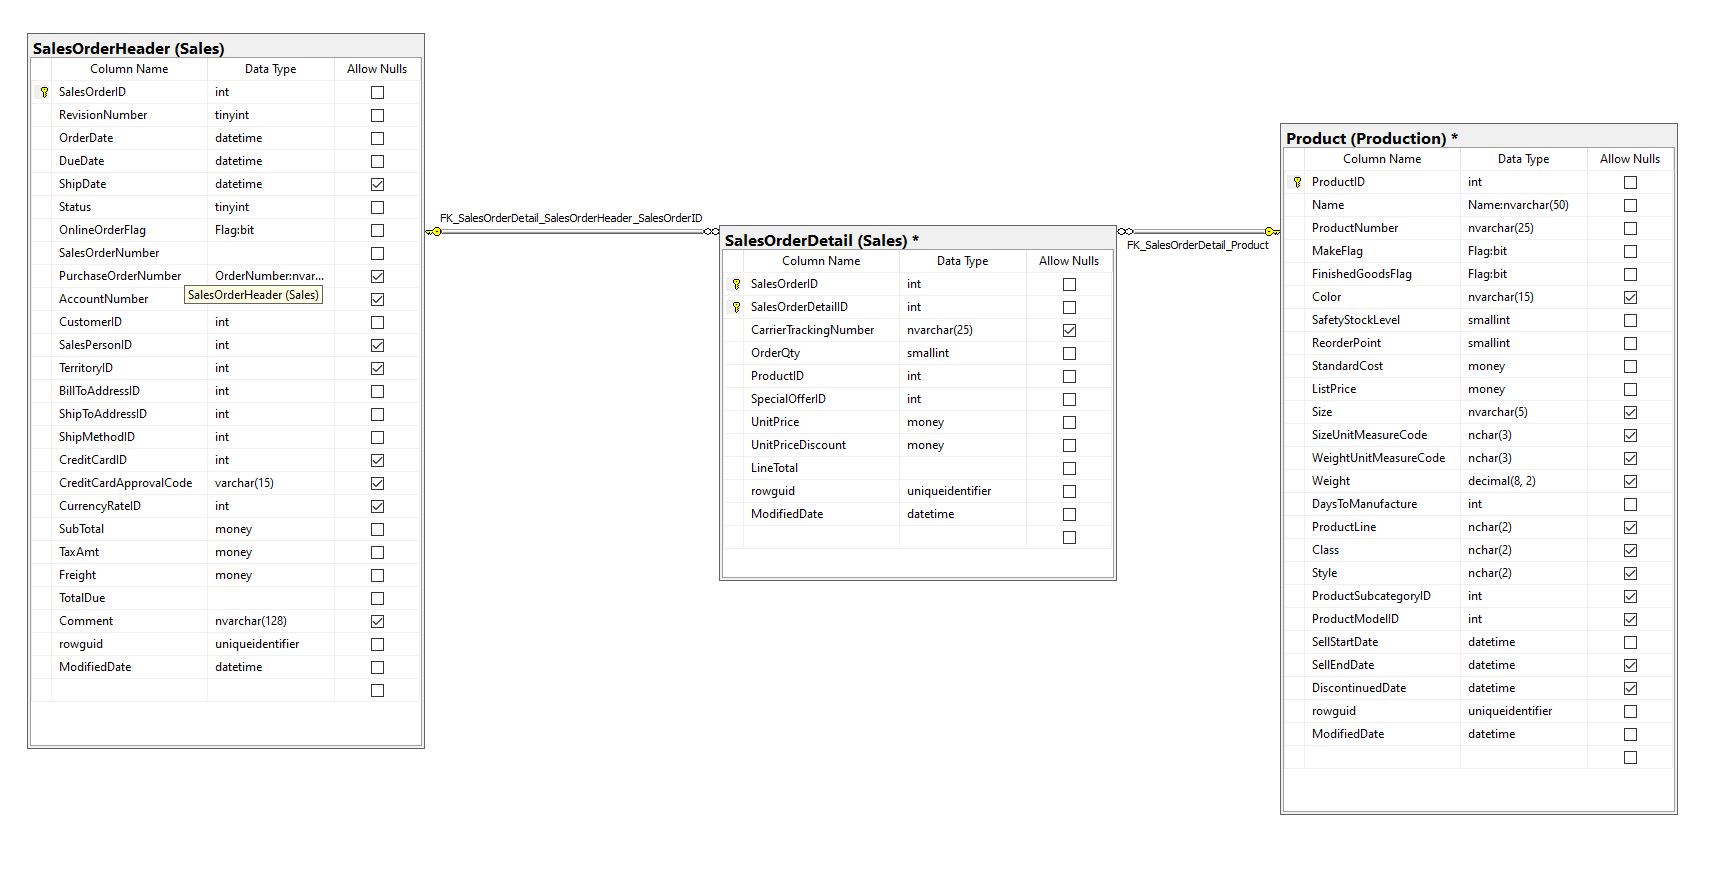 SalesOrderHeader (Sales)
Column Name Data Type Allow Nulls
SalesOrderID int
RevisionNumber tinyint
OrderDate datetime
DueDate datetime
ShipDate datetime
Status tinyint
OnlineOrderFlag Flag:bit
SalesOrderNumber
PurchaseOrderNumber OrderNumber:nvar...
AccountNumber
SalesOrderHeader (Sales)
CustomerID int
SalesPersonID int
TerritoryID int
BillToAddressID int
ShipToAddressID int
ShipMethodID int
CreditCardID int
CreditCardApprovalCode varchar(15)
CurrencyRateID int
SubTotal money
TaxAmt money
Freight money
TotalDue
Comment nvarchar(128)
rowguid uniqueidentifier
ModifiedDate datetime
FK_SalesOrderDetail_SalesOrderHeader_SalesOrderID
SalesOrderDetail (Sales) *
Column Name Data Type Allow Nulls
SalesOrderID int
SalesOrderDetailID int
CarrierTrackingNumber nvarchar(25)
OrderQty smallint
ProductID int
SpecialOfferID int
UnitPrice money
UnitPriceDiscount money
LineTotal
rowguid uniqueidentifier
ModifiedDate datetime
FK_SalesOrderDetail_Product
Product (Production) *
Column Name Data Type Allow Nulls
ProductID int
Name Name:nvarchar(50)
ProductNumber nvarchar(25)
MakeFlag Flag:bit
FinishedGoodsFlag Flag:bit
Color nvarchar(15)
SafetyStockLevel smallint
ReorderPoint smallint
StandardCost money
ListPrice money
Size nvarchar(5)
SizeUnitMeasureCode nchar(3)
WeightUnitMeasureCode nchar(3)
Weight decimal(8, 2)
DaysToManufacture int
ProductLine nchar(2)
Class nchar(2)
Style nchar(2)
ProductSubcategoryID int
ProductModelID int
SellStartDate datetime
SellEndDate datetime
DiscontinuedDate datetime
rowguid uniqueidentifier
ModifiedDate datetime